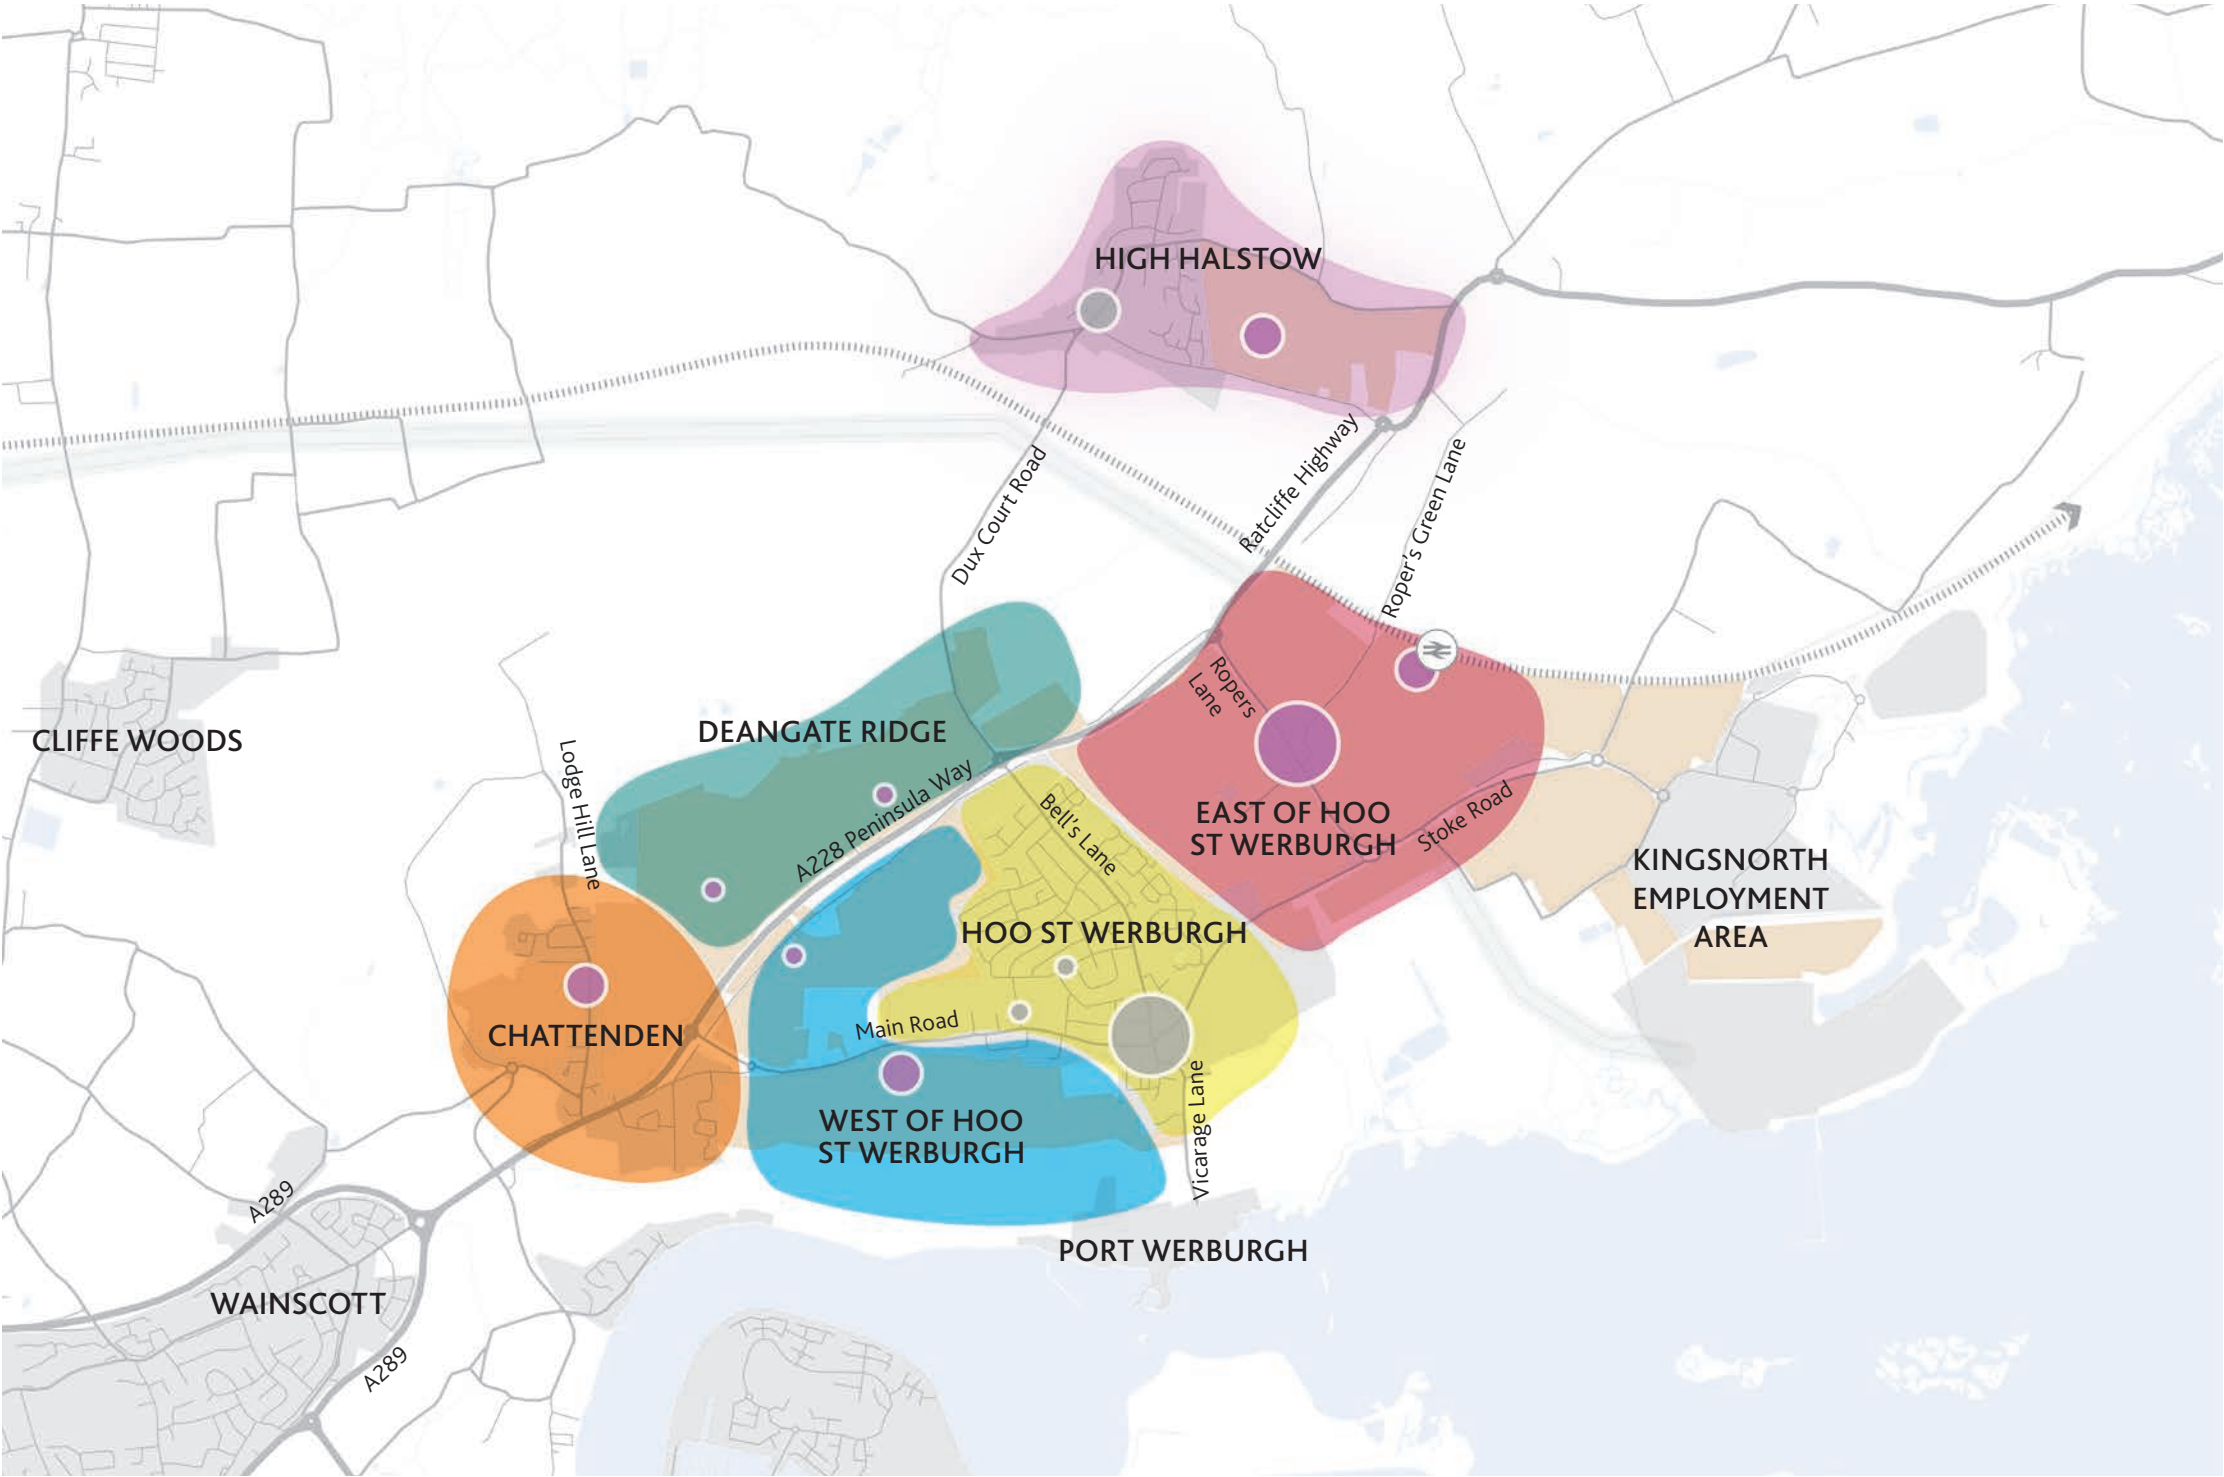 HIGH HALSTOW
Ratcliffe Highway
Roper's Green Lane
Dux Court Road
Ropers
Lane
DEANGATE RIDGE
CLIFFE WOODS
Lodge Hill Lane
A228 Peninsula Way
Bell's Lane
EAST OF HOO
ST WERBURGH
Stoke Road
KINGSNORTH
EMPLOYMENT
AREA
HOO ST WERBURGH
CHATTENDEN
Main Road
WEST OF HOO
ST WERBURGH
Vicarage Lane
A289
PORT WERBURGH
WAINSCOTT
A289